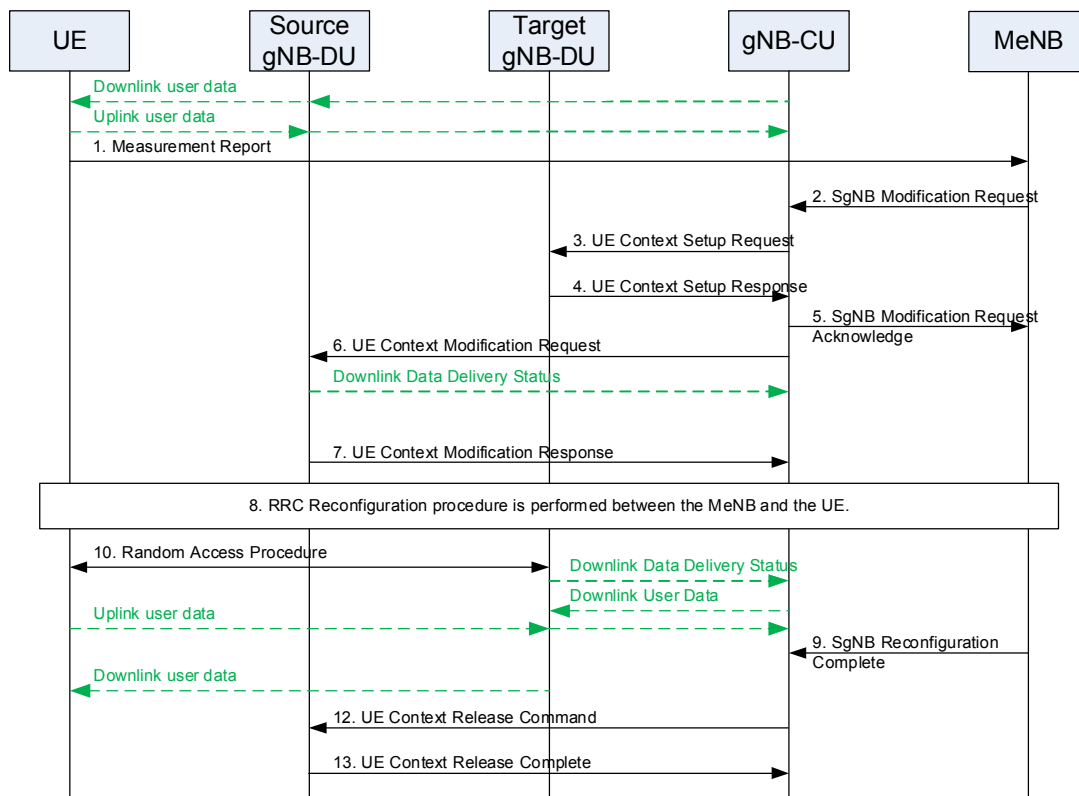 UE
Source
gNB-DU
Target
gNB-DU
gNB-CU
MeNB
Downlink user data
Uplink user data
1. Measurement Report
2. SgNB Modification Request
3. UE Context Setup Request
4. UE Context Setup Response
5. SgNB Modification Request
Acknowledge
6. UE Context Modification Request
Downlink Data Delivery Status
7. UE Context Modification Response
8. RRC Reconfiguration procedure is performed between the MeNB and the UE.
10. Random Access Procedure
Downlink Data Delivery Status
Downlink User Data
Uplink user data
9. SgNB Reconfiguration
Complete
Downlink user data
12. UE Context Release Command
13. UE Context Release Complete